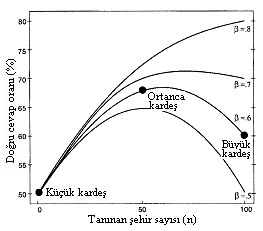 Doğru cevap oranı (%)
80
75
70
65
60
55
50
β=.8
β=.7
β=.6
β=.5
Ortanca
kardeş
Büyük
kardeş
Küçük kardeş
0
50
100
Tanınan şehir sayısı (n)